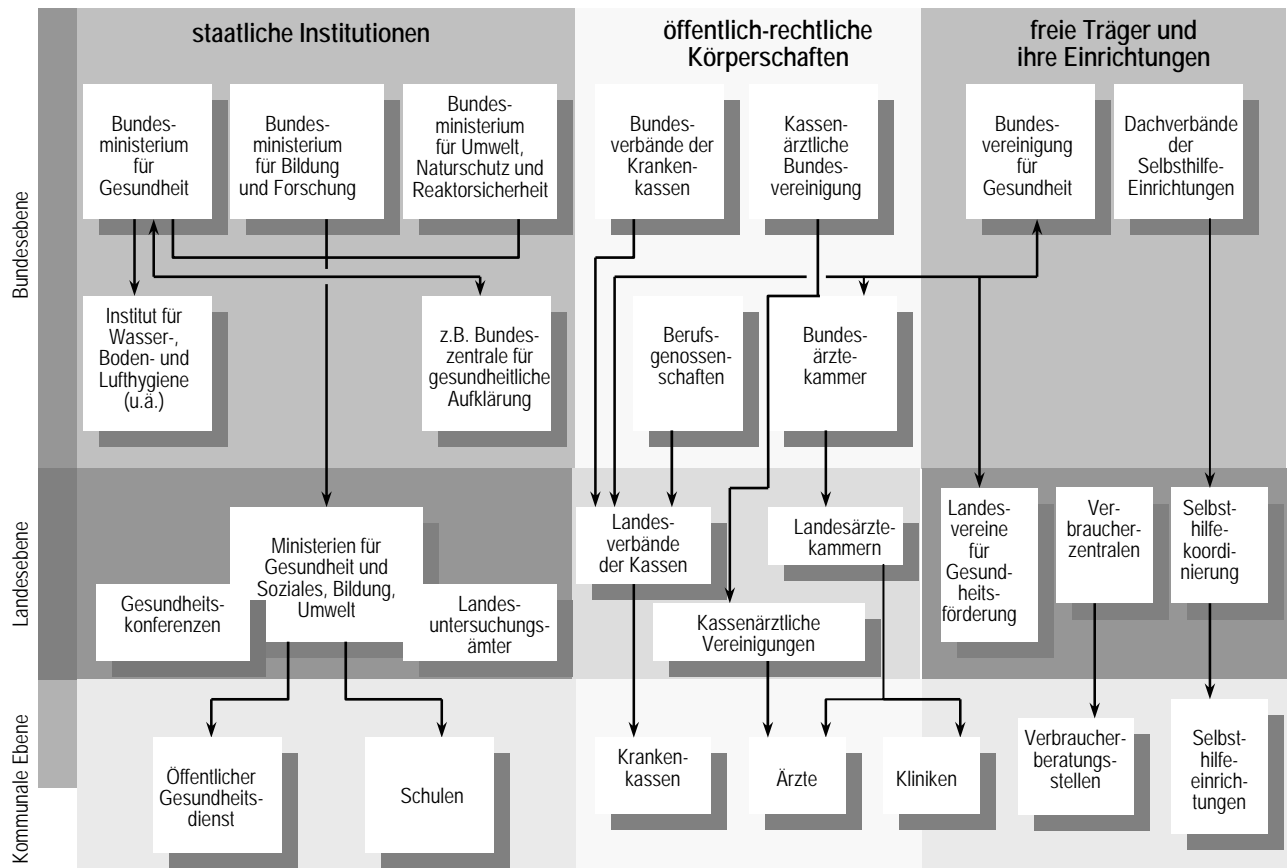 staatliche Institutionen
öffentlich-rechtliche
Körperschaften
freie Träger und
ihre Einrichtungen
Bundesebene
Bundes-
ministerium
für
Gesundheit
Bundes-
ministerium
für Bildung
und Forschung
Bundes-
ministerium
für Umwelt,
Naturschutz und
Reaktorsicherheit
Bundes-
verbände der
Kranken-
kassen
Kassen-
ärztliche
Bundes-
vereinigung
Bundes-
vereinigung
für
Gesundheit
Dachverbände
der
Selbsthilfe-
Einrichtungen
Institut für
Wasser-,
Boden- und
Lufthygiene
(u.ä.)
z.B. Bundes-
zentrale für
gesundheitliche
Aufklärung
Berufs-
genossen-
schaften
Bundes-
ärzte-
kammer
Landesebene
Gesundheits-
konferenzen
Ministerien für
Gesundheit und
Soziales, Bildung,
Umwelt
Landes-
untersuchungs-
ämter
Landes-
verbände
der Kassen
Landesärzte-
kammern
Kassenärztliche
Vereinigungen
Landes-
vereine
für
Gesund-
heits-
förderung
Ver-
braucher-
zentralen
Selbst-
hilfe-
koordi-
nierung
Kommunale Ebene
Öffentlicher
Gesundheits-
dienst
Schulen
Kranken-
kassen
Ärzte
Kliniken
Verbraucher-
beratungs-
stellen
Selbst-
hilfe-
einrich-
tungen